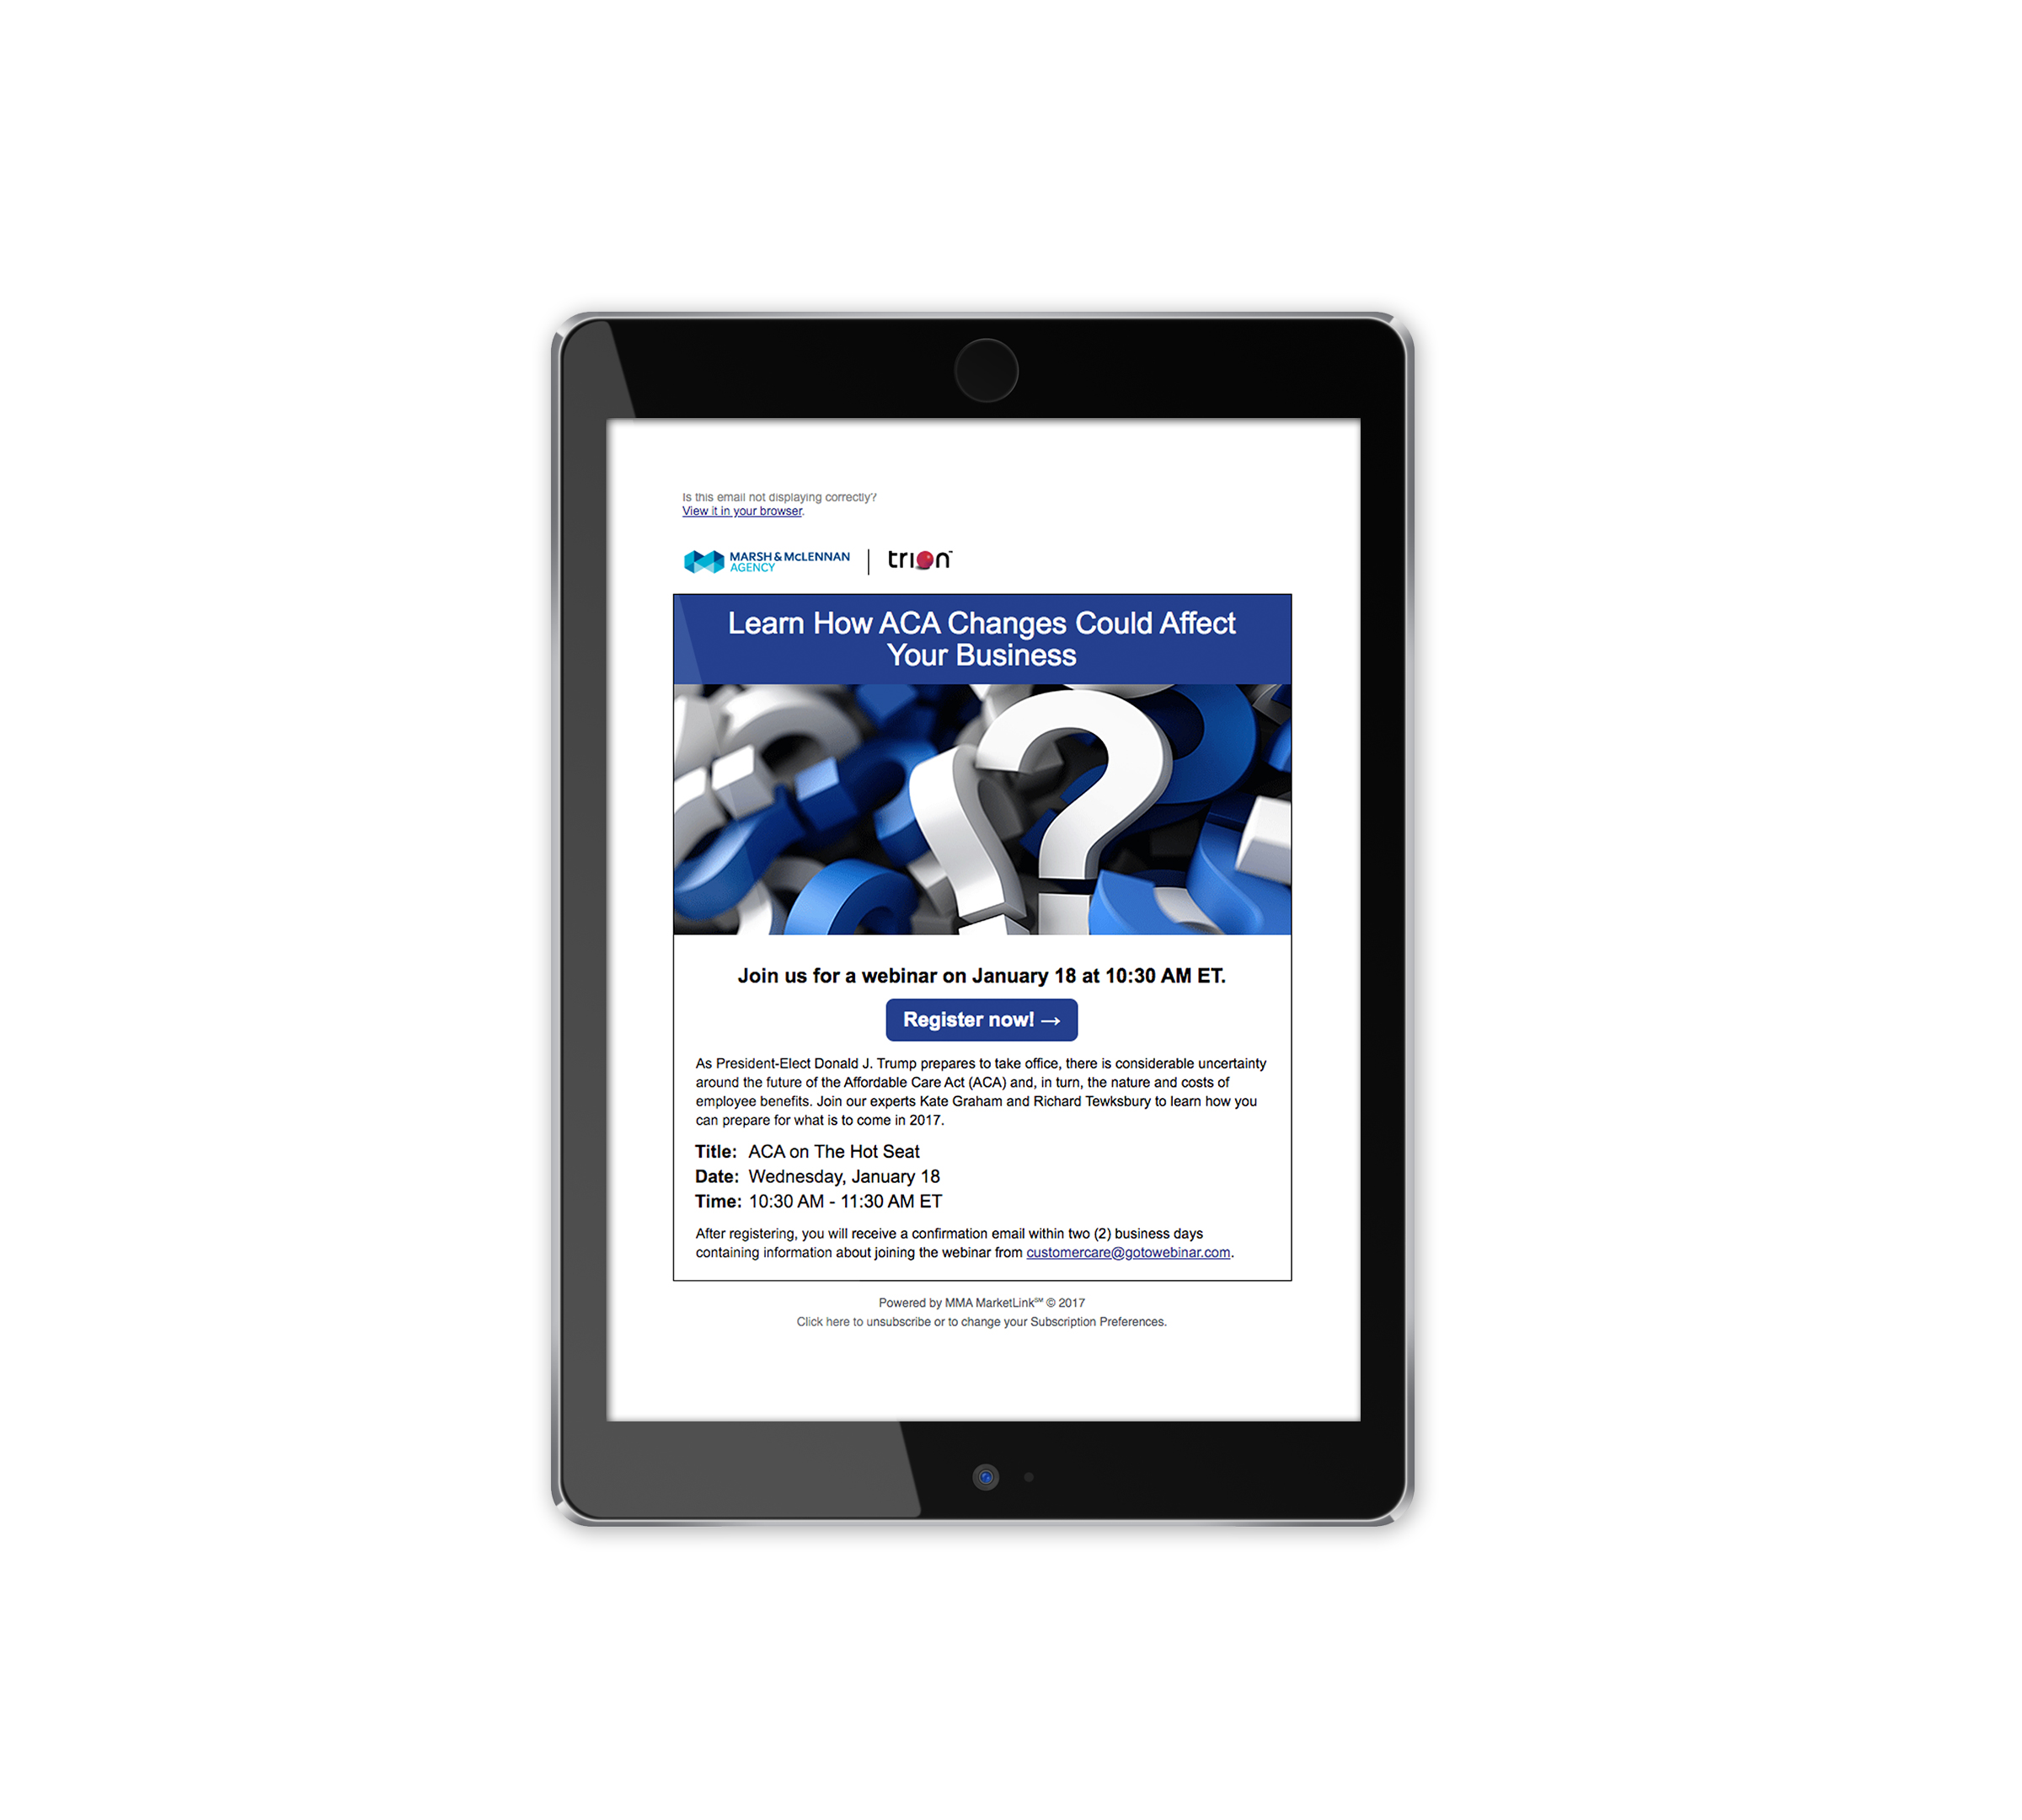 Is this email not displaying correctly?
View it in your browser.
MARSH & McLENNAN
AGENCY
trion™
Learn How ACA Changes Could Affect
Your Business
Join us for a webinar on January 18 at 10:30 AM ET.
Register now! →
As President-Elect Donald J. Trump prepares to take office, there is considerable uncertainty
around the future of the Affordable Care Act (ACA) and, in turn, the nature and costs of
employee benefits. Join our experts Kate Graham and Richard Tewksbury to learn how you
can prepare for what is to come in 2017.
Title: ACA on The Hot Seat
Date: Wednesday, January 18
Time: 10:30 AM - 11:30 AM ET
After registering, you will receive a confirmation email within two (2) business days
containing information about joining the webinar from customercare@gotowebinar.com.
Powered by MMA MarketLink℠ © 2017
Click here to unsubscribe or to change your Subscription Preferences.